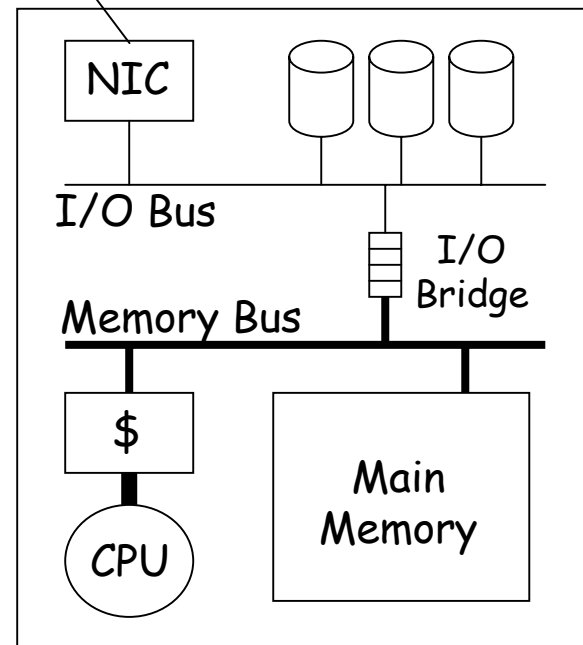 NIC
I/O Bus
I/O
Bridge
Memory Bus
$
Main
Memory
CPU